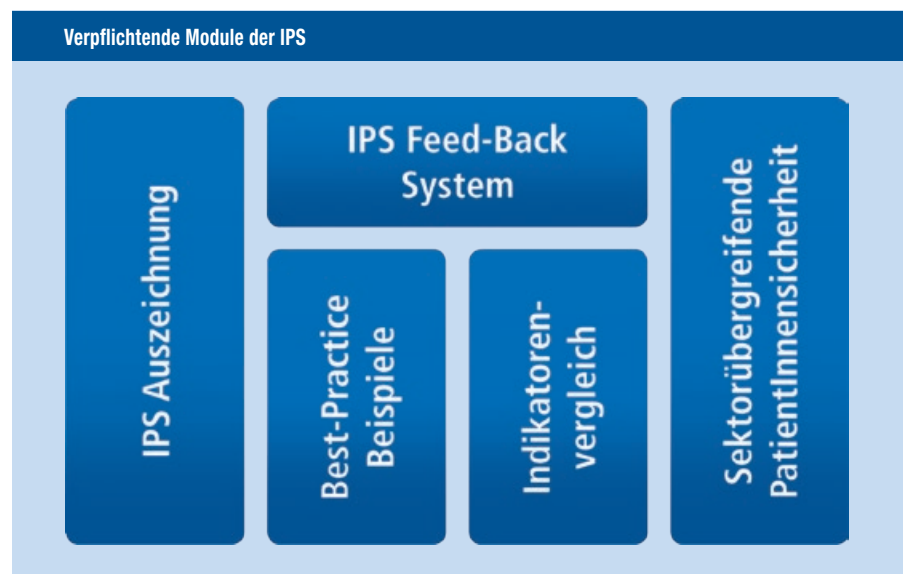 Verpflichtende Module der IPS
IPS Auszeichnung
IPS Feed-Back
System
Best-Practice
Beispiele
Indikatoren-
vergleich
Sektorübergreifende
PatientInnensicherheit